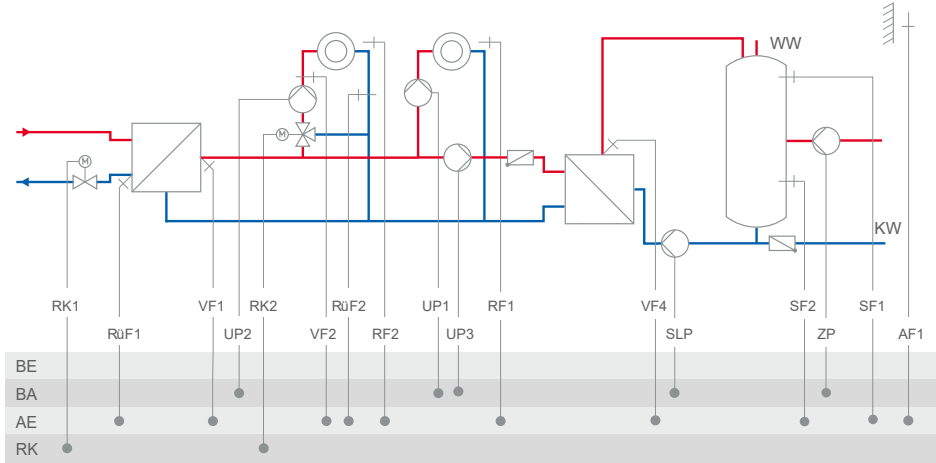 WW
M
M
KW
RK1 VF1 RK2 RüF2 UP1 RF1 VF4 SF2 SF1
RüF1 UP2 VF2 RF2 UP3 SLP ZP AF1
BE
BA
AE
RK